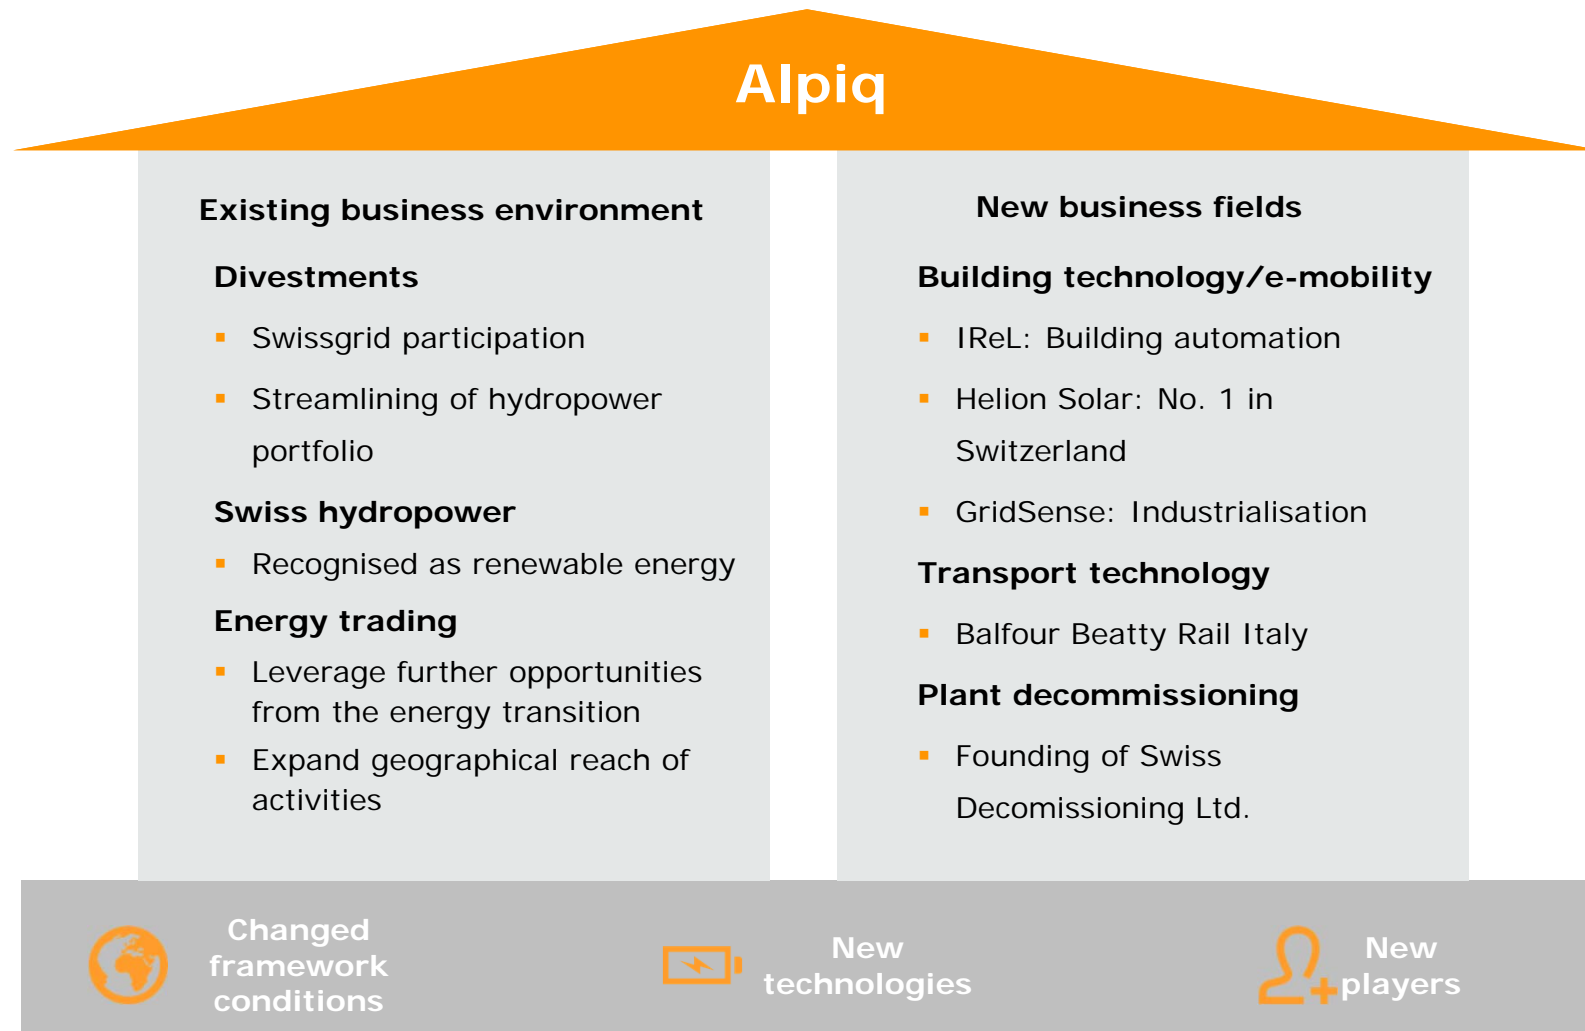 Alpiq
Existing business environment
Divestments
Swissgrid participation
Streamlining of hydropower
portfolio
Swiss hydropower
Recognised as renewable energy
Energy trading
Leverage further opportunities
from the energy transition
Expand geographical reach of
activities
New business fields
Building technology/e-mobility
IReL: Building automation
Helion Solar: No. 1 in
Switzerland
GridSense: Industrialisation
Transport technology
Balfour Beatty Rail Italy
Plant decommissioning
Founding of Swiss
Decomissioning Ltd.
Changed
framework
conditions
New
technologies
New
players